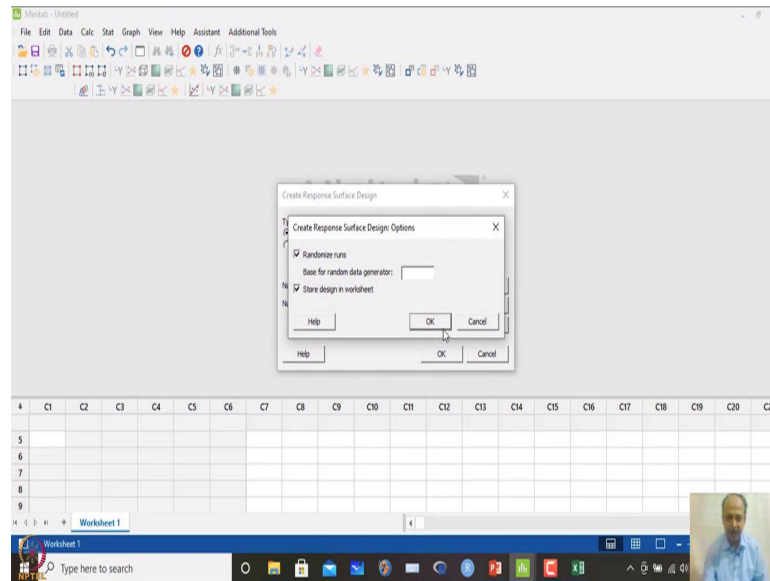 Minitab - Untitled
File Edit Data Calc Stat Graph View Help Assistant Additional Tools
Create Response Surface Design
Create Response Surface Design: Options
Randomize runs
Base for random data generator:
Store design in worksheet
Help OK Cancel
Help OK Cancel
C1 C2 C3 C4 C5 C6 C7 C8 C9 C10 C11 C12 C13 C14 C15 C16 C17 C18 C19 C20
5
6
7
8
9
Worksheet 1
Worksheet 1
Type here to search
NPTEL